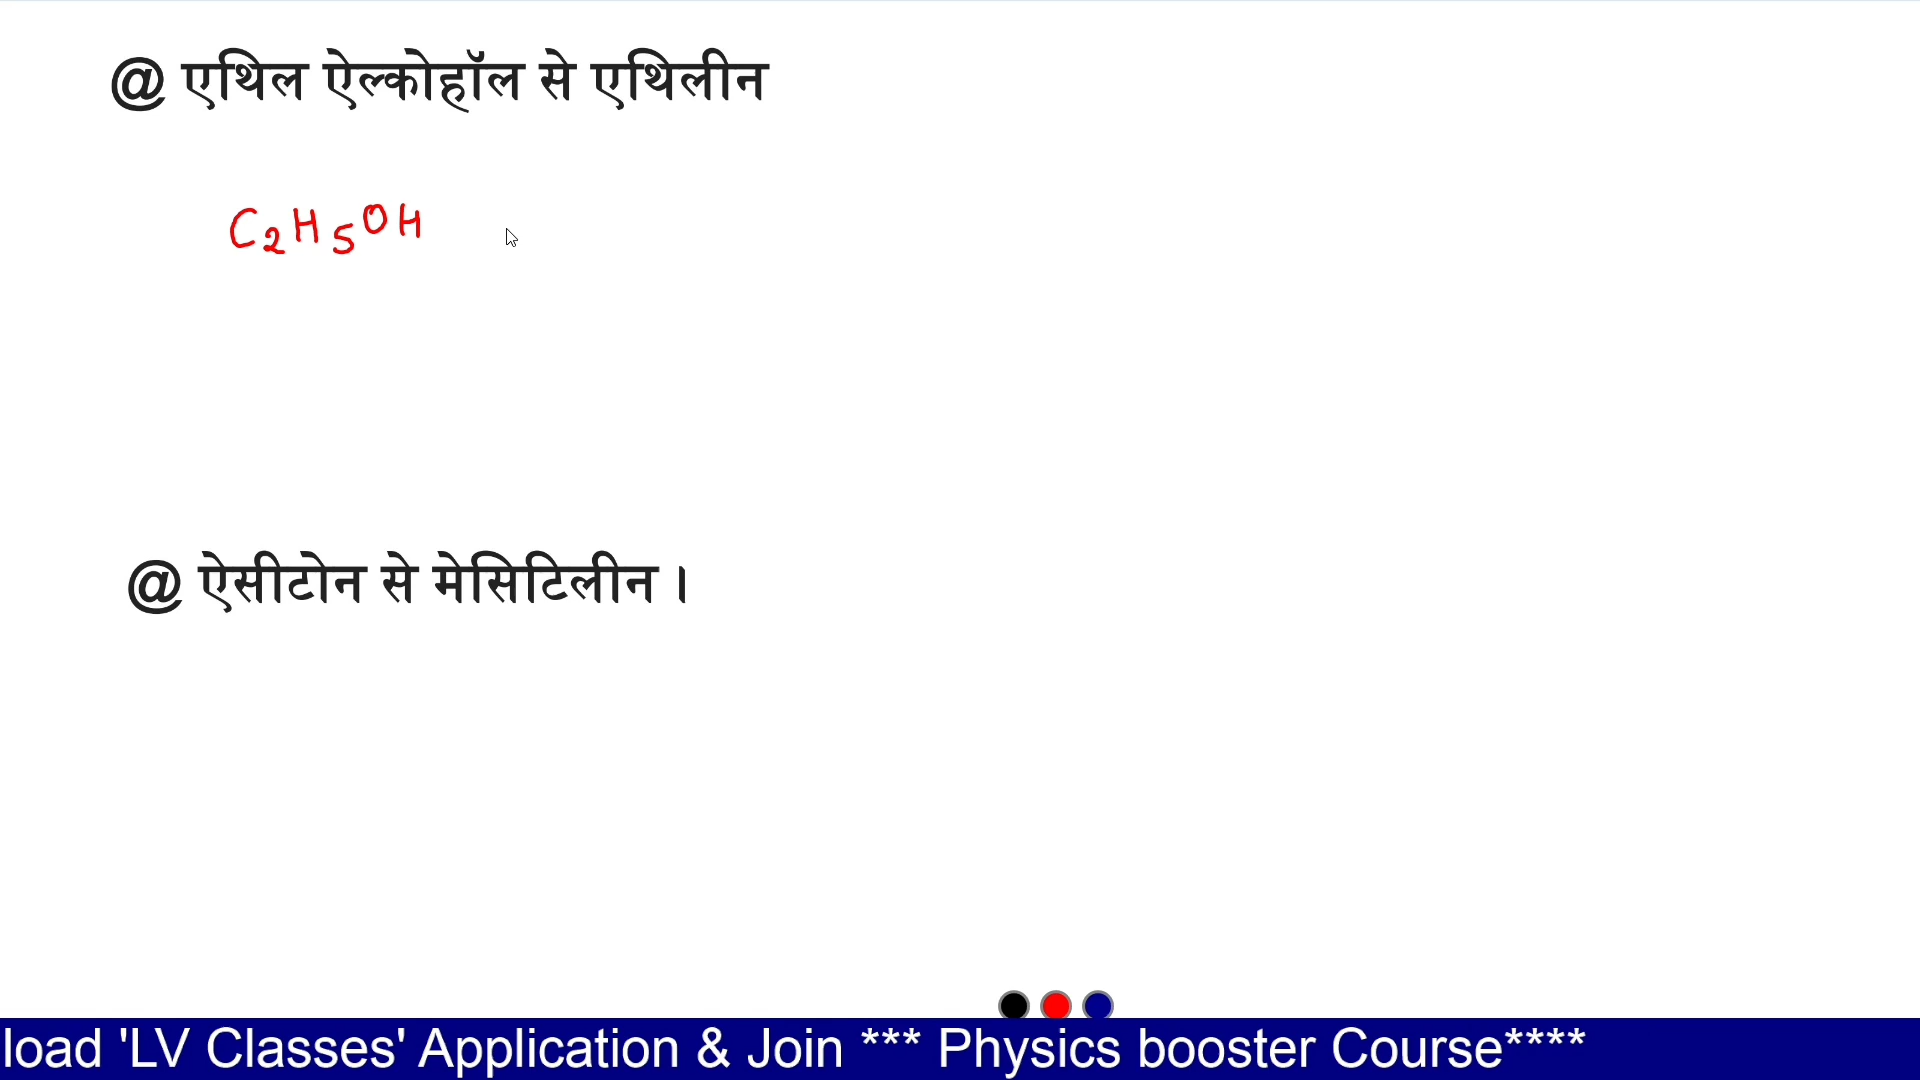 @ एथिल ऐल्कोहॉल से एथिलीन
C₂H₅OH
@ ऐसीटोन से मेसिटिलीन ।
load 'LV Classes' Application & Join *** Physics booster Course****